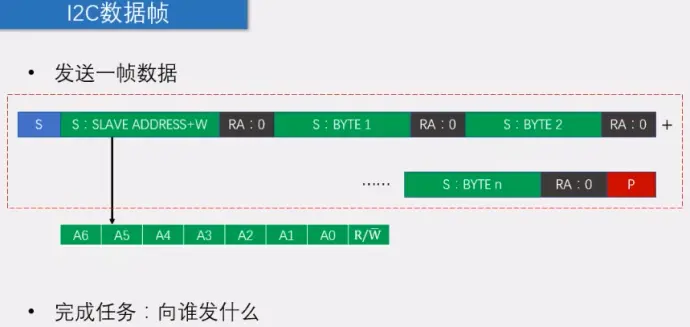 I2C数据帧
• 发送一帧数据
S S：SLAVE ADDRESS+W RA：0 S：BYTE 1 RA：0 S：BYTE 2 RA：0 +
…… S：BYTE n RA：0 P
A6 A5 A4 A3 A2 A1 A0 R/W̅
• 完成任务：向谁发什么